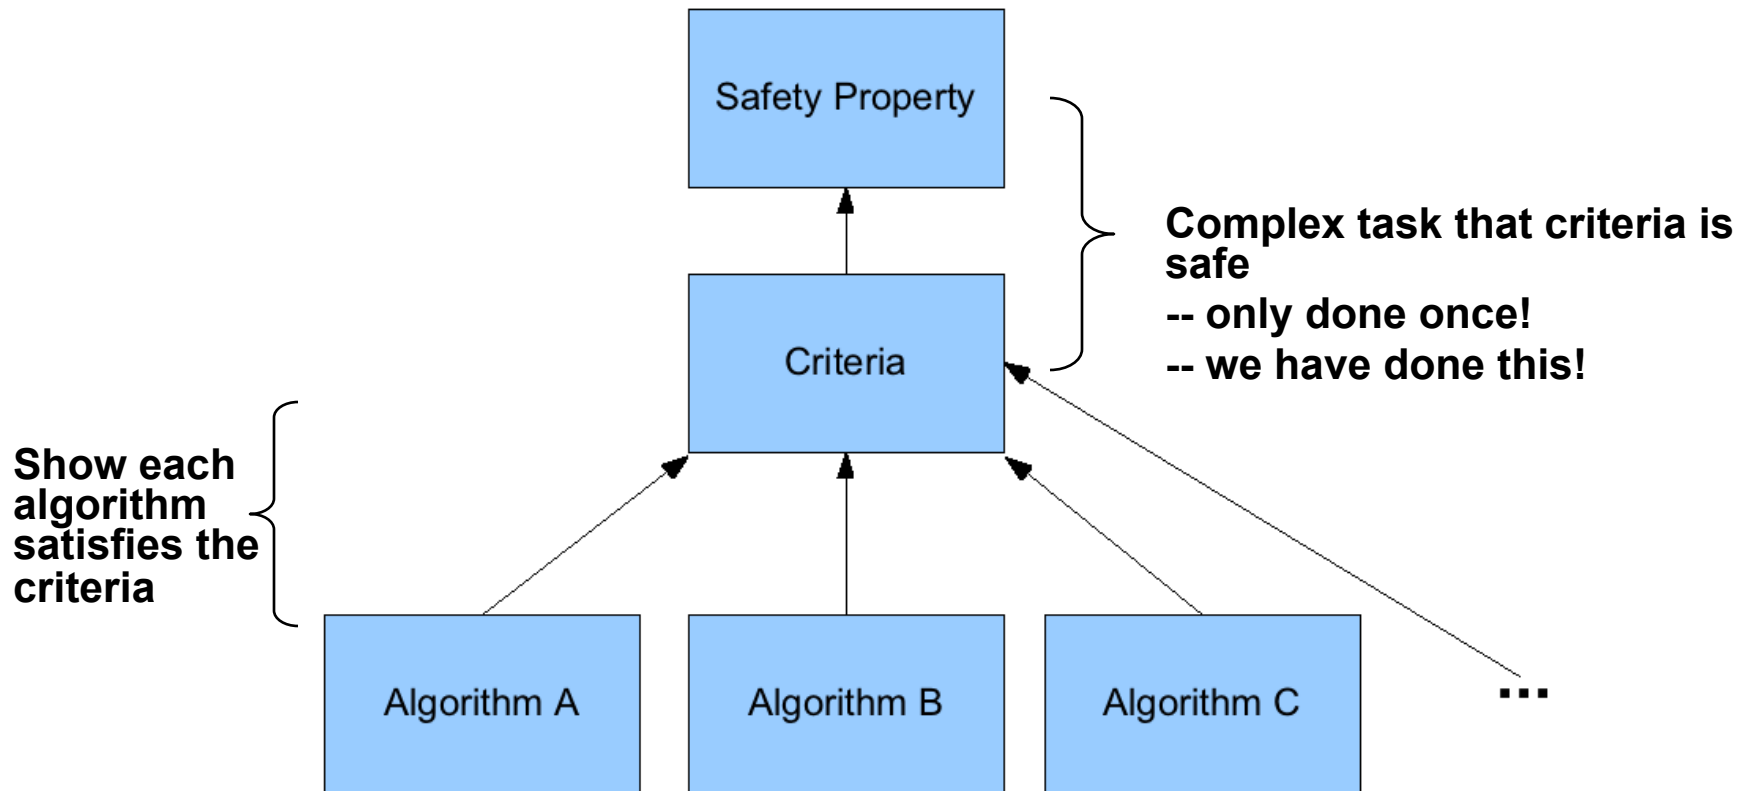 Safety Property
Complex task that criteria is
safe
-- only done once!
-- we have done this!
Criteria
Show each
algorithm
satisfies the
criteria
Algorithm A
Algorithm B
Algorithm C
...